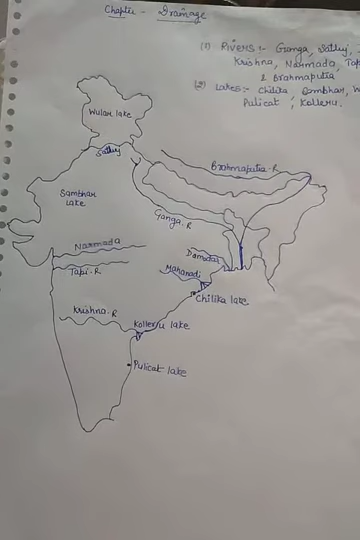 Chapter - Drainage
(1) Rivers:- Ganga, Satluj,
Krishna, Narmada, Tap
& Brahmaputra
(2) Lakes:- Chilika, Sambhar, W
Pulicat, Kolleru.
Wular lake
Satluj
Brahmaputra-R
Sambhar
lake
Ganga.R
Narmada
Damodar
Tapi-R
Mahanadi
Chilika lake
Krishna-R
Kolleru lake
Pulicat lake